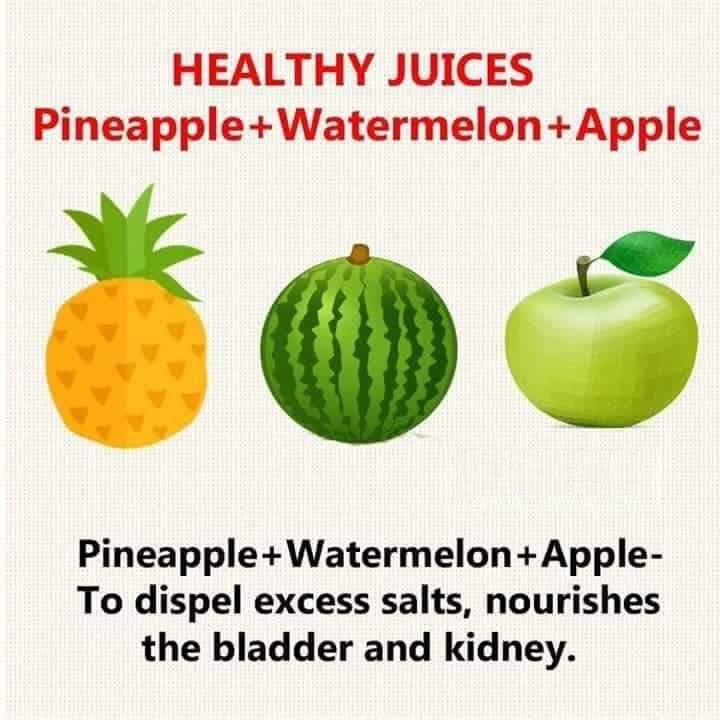 HEALTHY JUICES
Pineapple+Watermelon+Apple
Pineapple+Watermelon+Apple-
To dispel excess salts, nourishes
the bladder and kidney.